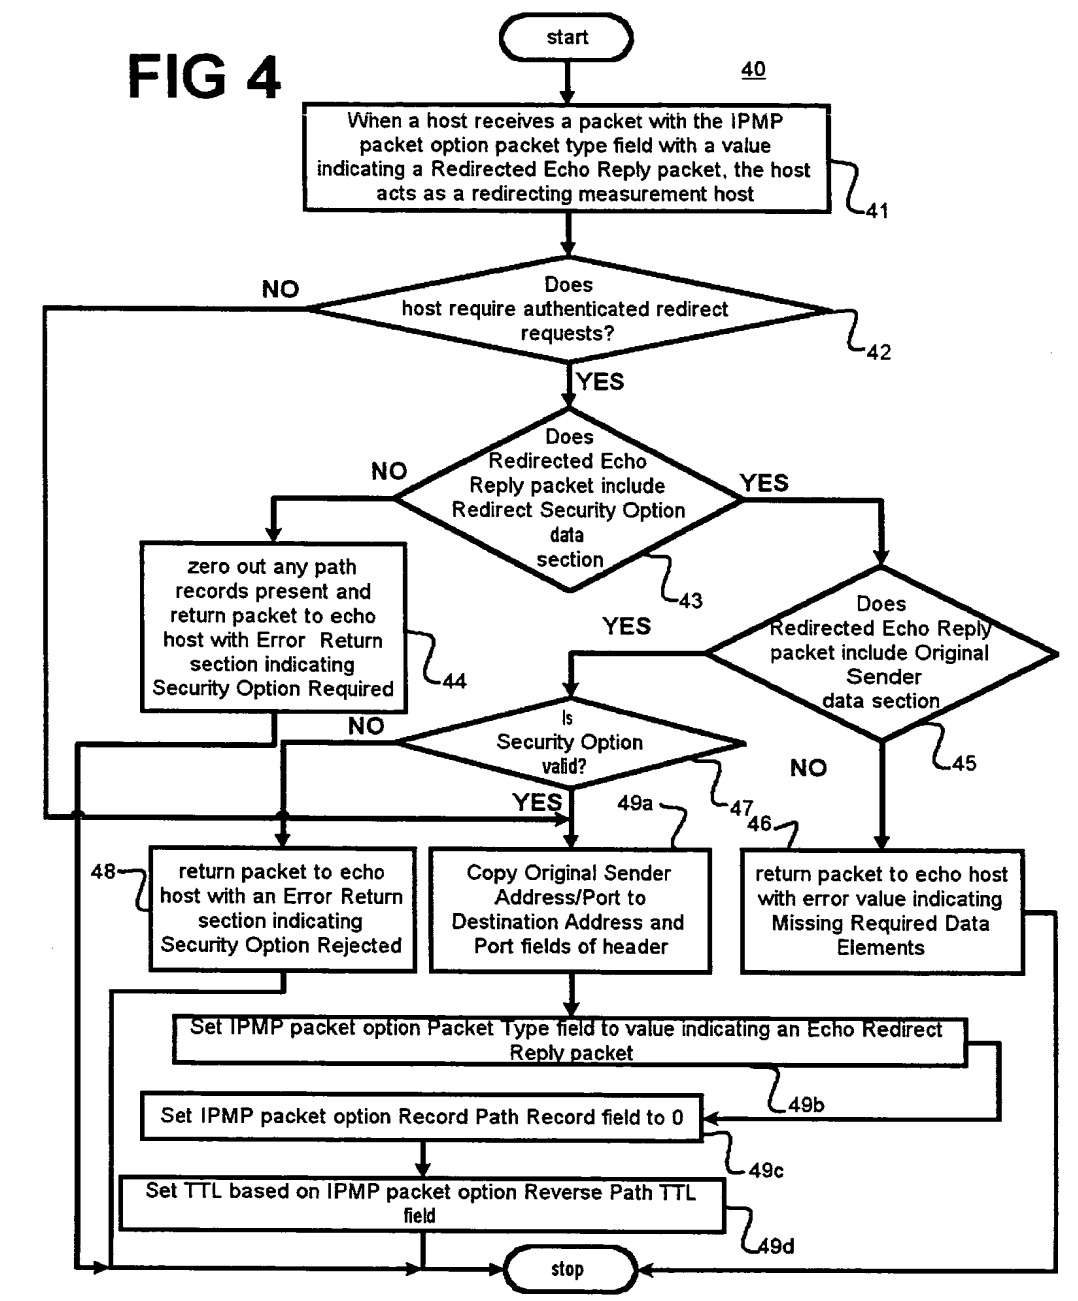 start
FIG 4
40
When a host receives a packet with the IPMP
packet option packet type field with a value
indicating a Redirected Echo Reply packet, the host
acts as a redirecting measurement host
41
NO
Does
host require authenticated redirect
requests?
42
YES
Does
Redirected Echo
Reply packet include
Redirect Security Option
data
section
NO
YES
43
zero out any path
records present and
return packet to echo
host with Error Return
section indicating
Security Option Required
44
YES
Does
Redirected Echo Reply
packet include Original
Sender
data section
45
NO
NO
Is
Security Option
valid?
47
YES
49a
46
48
return packet to echo
host with an Error Return
section indicating
Security Option Rejected
Copy Original Sender
Address/Port to
Destination Address and
Port fields of header
return packet to echo host
with error value indicating
Missing Required Data
Elements
Set IPMP packet option Packet Type field to value indicating an Echo Redirect
Reply packet
49b
Set IPMP packet option Record Path Record field to 0
49c
Set TTL based on IPMP packet option Reverse Path TTL
field
49d
stop